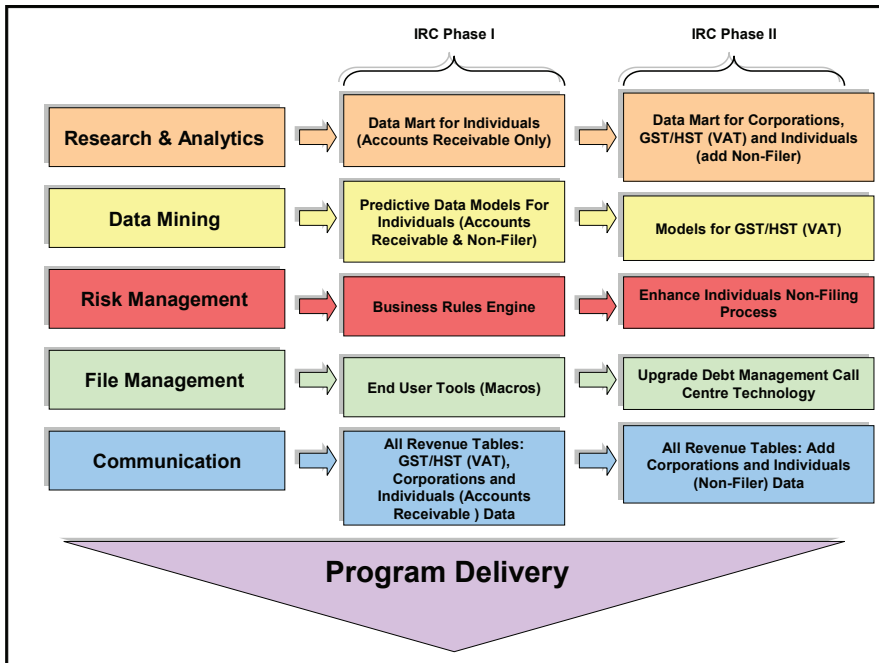 IRC Phase I
IRC Phase II
Research & Analytics
Data Mart for Individuals
(Accounts Receivable Only)
Data Mart for Corporations,
GST/HST (VAT) and Individuals
(add Non-Filer)
Data Mining
Predictive Data Models For
Individuals (Accounts
Receivable & Non-Filer)
Models for GST/HST (VAT)
Risk Management
Business Rules Engine
Enhance Individuals Non-Filing
Process
File Management
End User Tools (Macros)
Upgrade Debt Management Call
Centre Technology
Communication
All Revenue Tables:
GST/HST (VAT),
Corporations and
Individuals (Accounts
Receivable ) Data
All Revenue Tables: Add
Corporations and Individuals
(Non-Filer) Data
Program Delivery